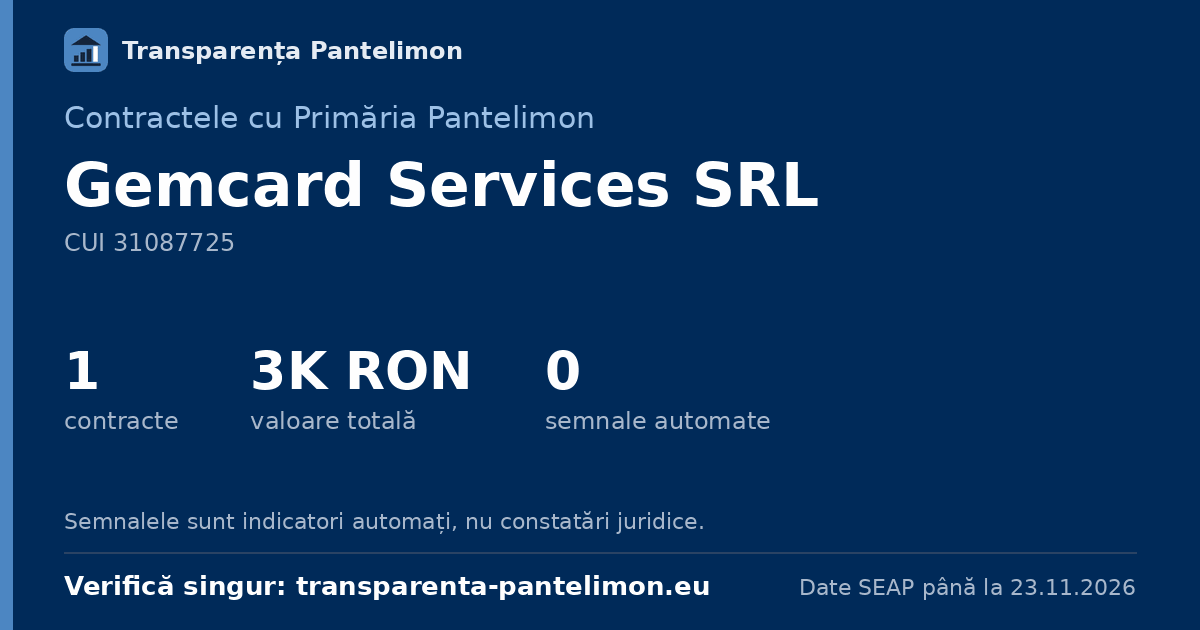 Transparența Pantelimon
Contractele cu Primăria Pantelimon
Gemcard Services SRL
CUI 31087725
1
contracte
3K RON
valoare totală
0
semnale automate
Semnalele sunt indicatori automați, nu constatări juridice.
Verifică singur: transparenta-pantelimon.eu
Date SEAP până la 23.11.2026